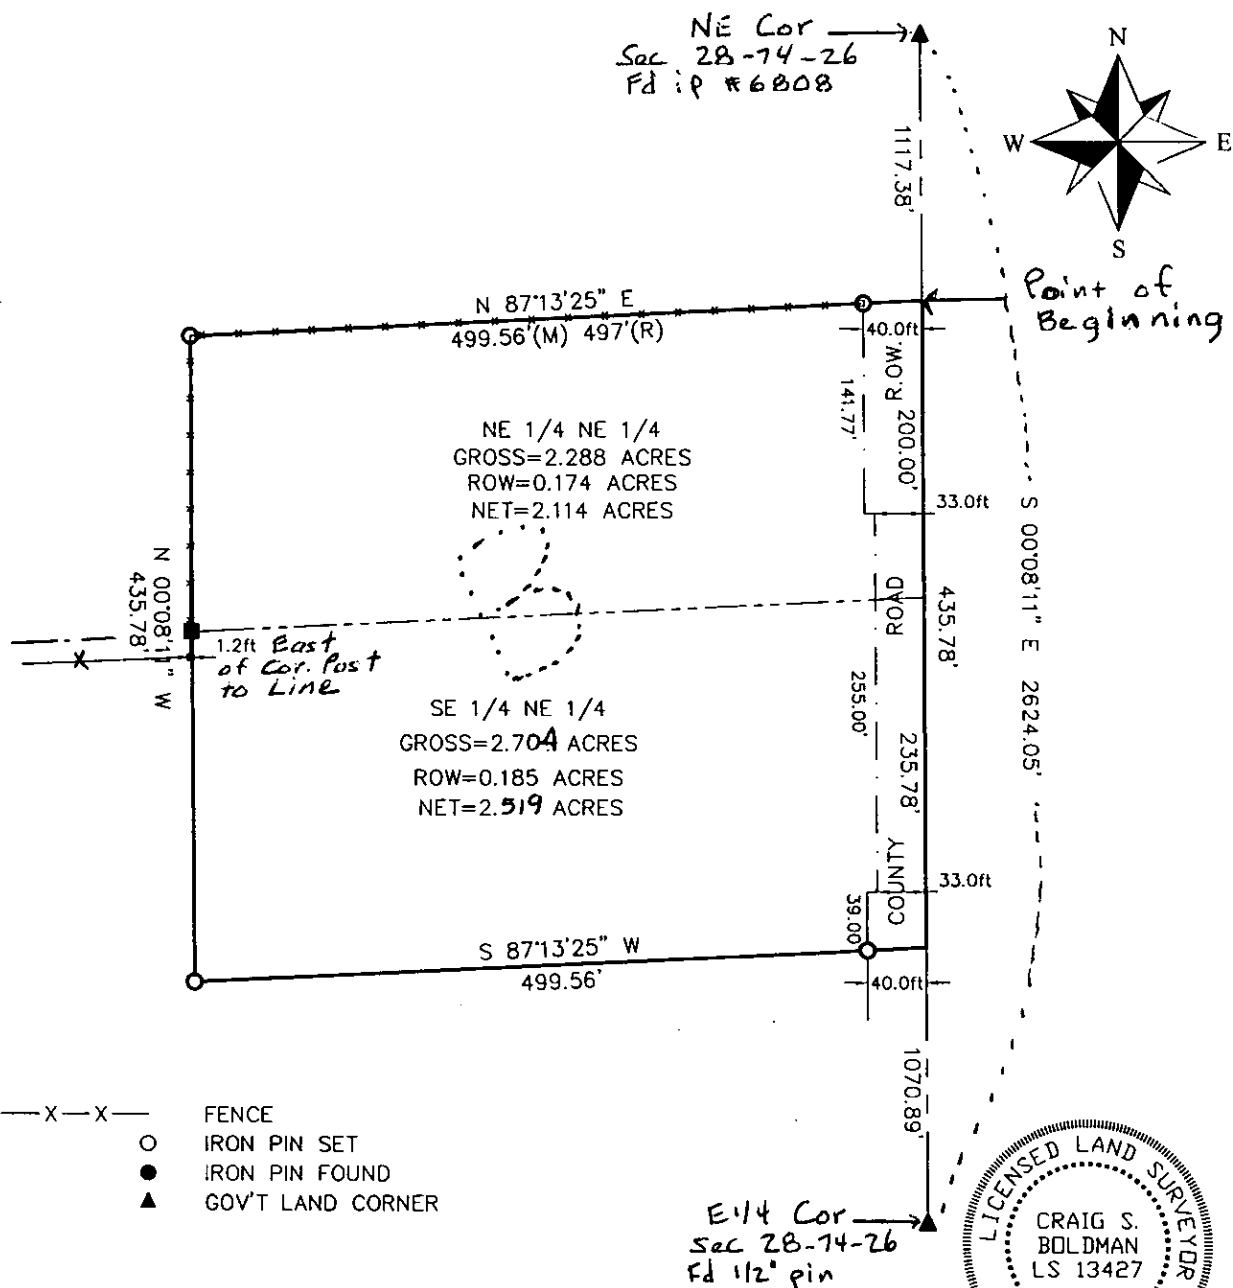 NE Cor
Sec 28-74-26
Fd ip #6808
N
W
E
S
1117.38'
Point of
Beginning
N 87°13'25" E
499.56'(M) 497'(R)
40.0ft
R.O.W.
141.77'
200.00'
NE 1/4 NE 1/4
GROSS=2.288 ACRES
ROW=0.174 ACRES
NET=2.114 ACRES
33.0ft
S 00°08'11" E 2624.05'
N 00°08'11" W
435.78'
ROAD
435.78'
1.2ft East
of Cor. Post
to Line
X
255.00'
235.78'
SE 1/4 NE 1/4
GROSS=2.704 ACRES
ROW=0.185 ACRES
NET=2.519 ACRES
COUNTY
33.0ft
39.00
S 87°13'25" W
499.56'
40.0ft
1070.89'
X X FENCE
IRON PIN SET
IRON PIN FOUND
GOV'T LAND CORNER
E 1/4 Cor
Sec 28-74-26
Fd 1/2" pin
LICENSED LAND SURVEYOR
CRAIG S.
BOLDMAN
LS 13427